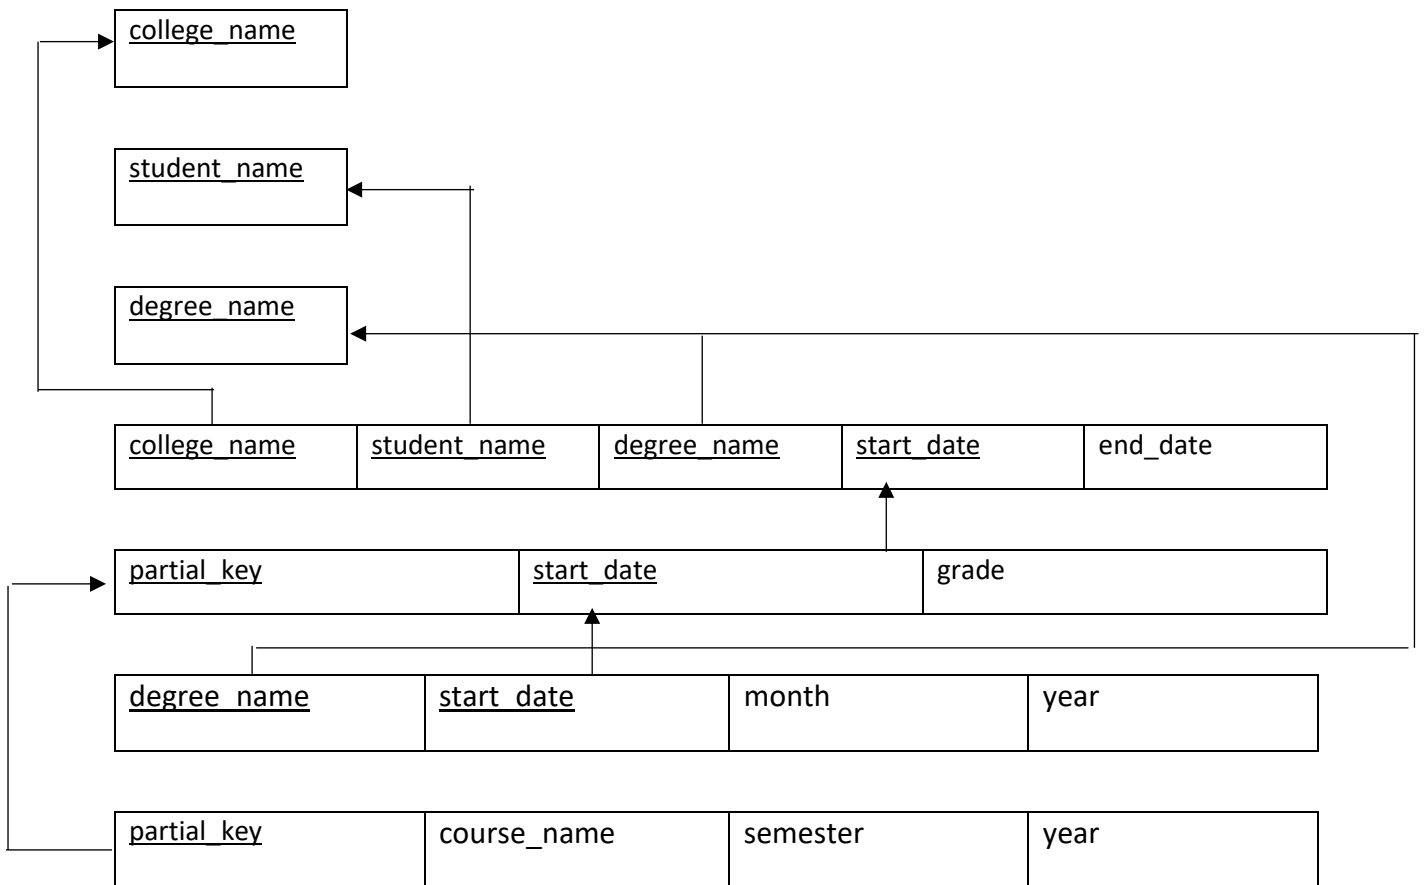 college_name
student_name
degree_name
college_name student_name degree_name start_date end_date
partial_key start_date grade
degree_name start_date month year
partial_key course_name semester year